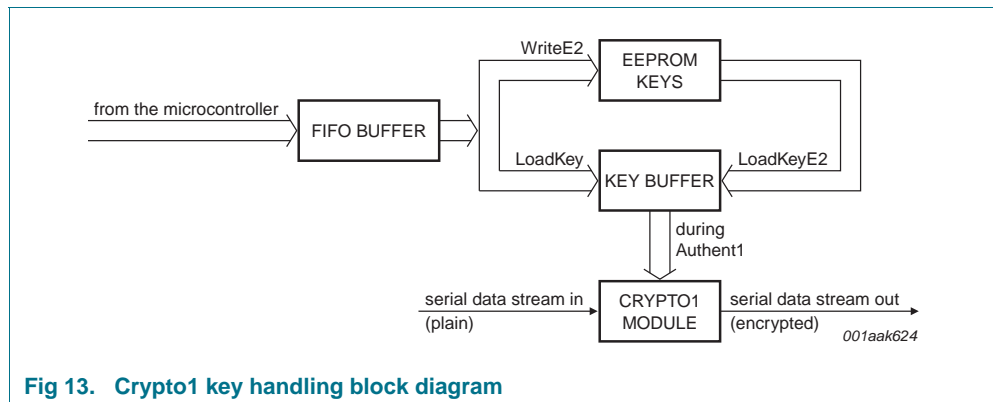 WriteE2
EEPROM
KEYS
from the microcontroller
FIFO BUFFER
LoadKey
LoadKeyE2
KEY BUFFER
during
Authent1
serial data stream in
(plain)
CRYPTO1
MODULE
serial data stream out
(encrypted)
001aak624
Fig 13. Crypto1 key handling block diagram